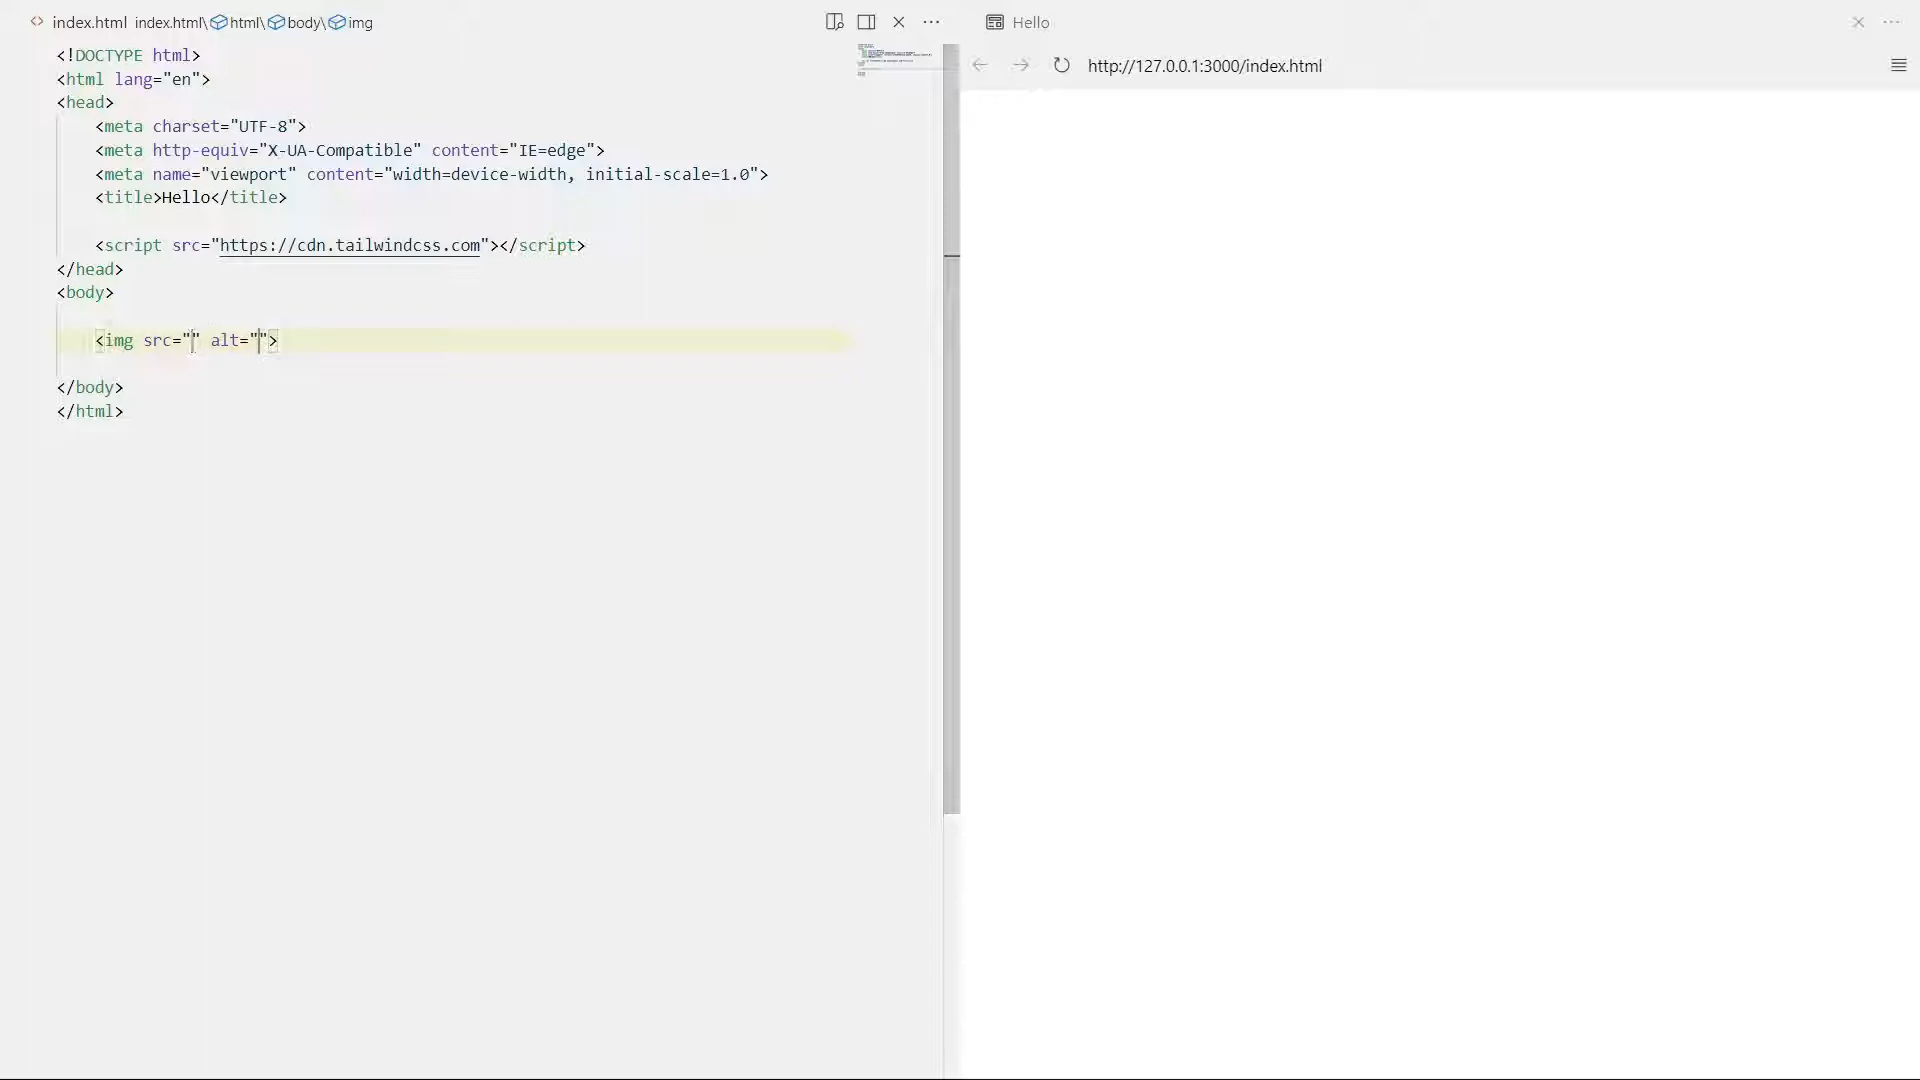 index.html index.html\html\body\img
<!DOCTYPE html>
<html lang="en">
<head>
    <meta charset="UTF-8">
    <meta http-equiv="X-UA-Compatible" content="IE=edge">
    <meta name="viewport" content="width=device-width, initial-scale=1.0">
    <title>Hello</title>
    <script src="https://cdn.tailwindcss.com"></script>
</head>
<body>
    <img src="" alt="">
</body>
</html>
Hello
http://127.0.0.1:3000/index.html